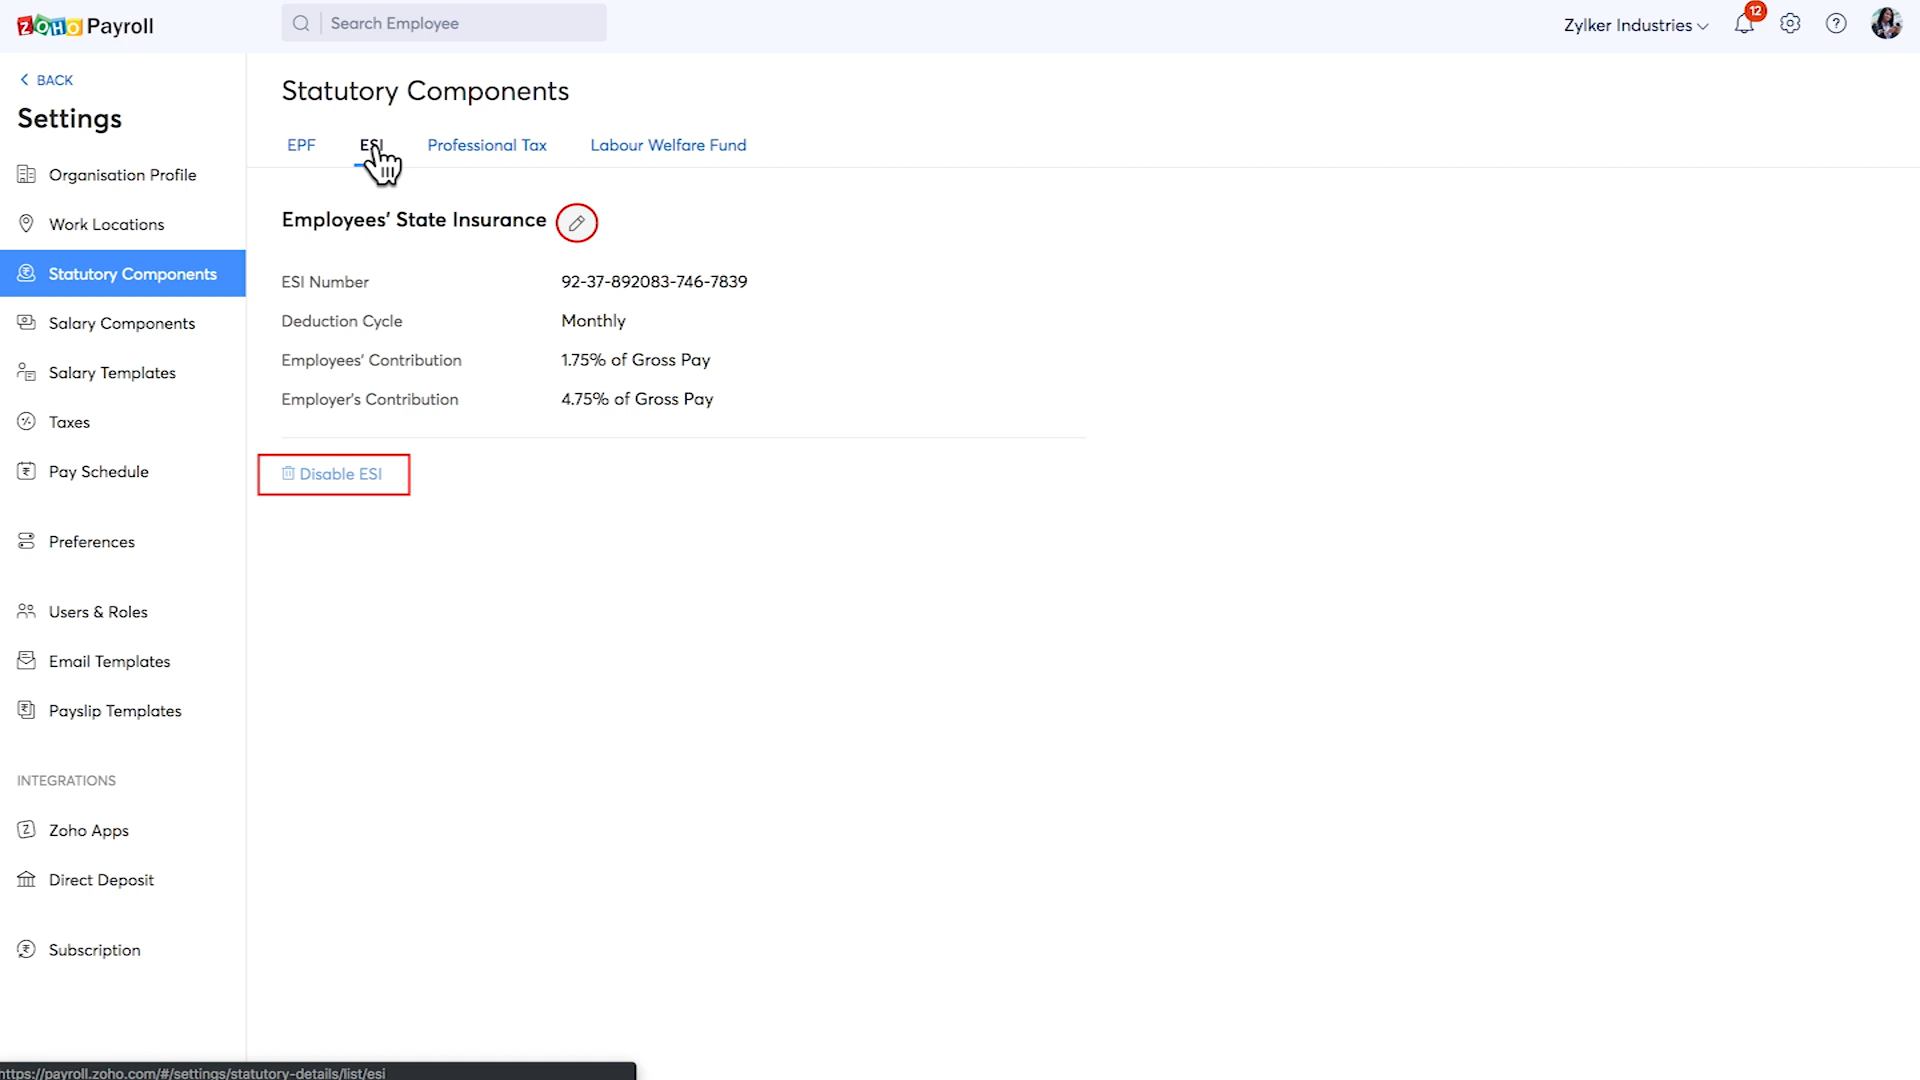 ZOHO Payroll
Search Employee
Zylker Industries
12
BACK
Settings
Organisation Profile
Work Locations
Statutory Components
Salary Components
Salary Templates
Taxes
Pay Schedule
Preferences
Users & Roles
Email Templates
Payslip Templates
INTEGRATIONS
Zoho Apps
Direct Deposit
Subscription
Statutory Components
EPF ESI Professional Tax Labour Welfare Fund
Employees' State Insurance
ESI Number 92-37-892083-746-7839
Deduction Cycle Monthly
Employees' Contribution 1.75% of Gross Pay
Employer's Contribution 4.75% of Gross Pay
Disable ESI
https://payroll.zoho.com/#/settings/statutory-details/list/esi